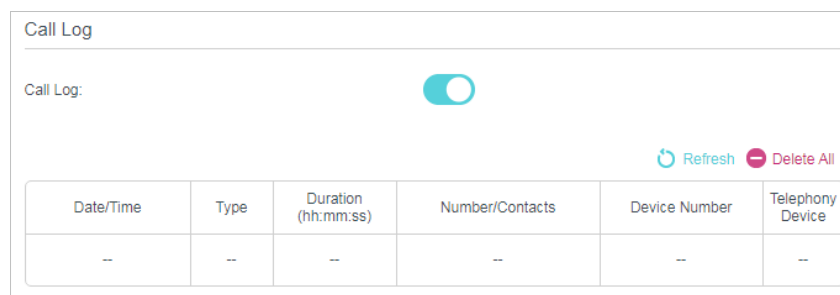 Call Log
Call Log:
Refresh Delete All
Date/Time Type Duration (hh:mm:ss) Number/Contacts Device Number Telephony Device
-- -- -- -- -- --